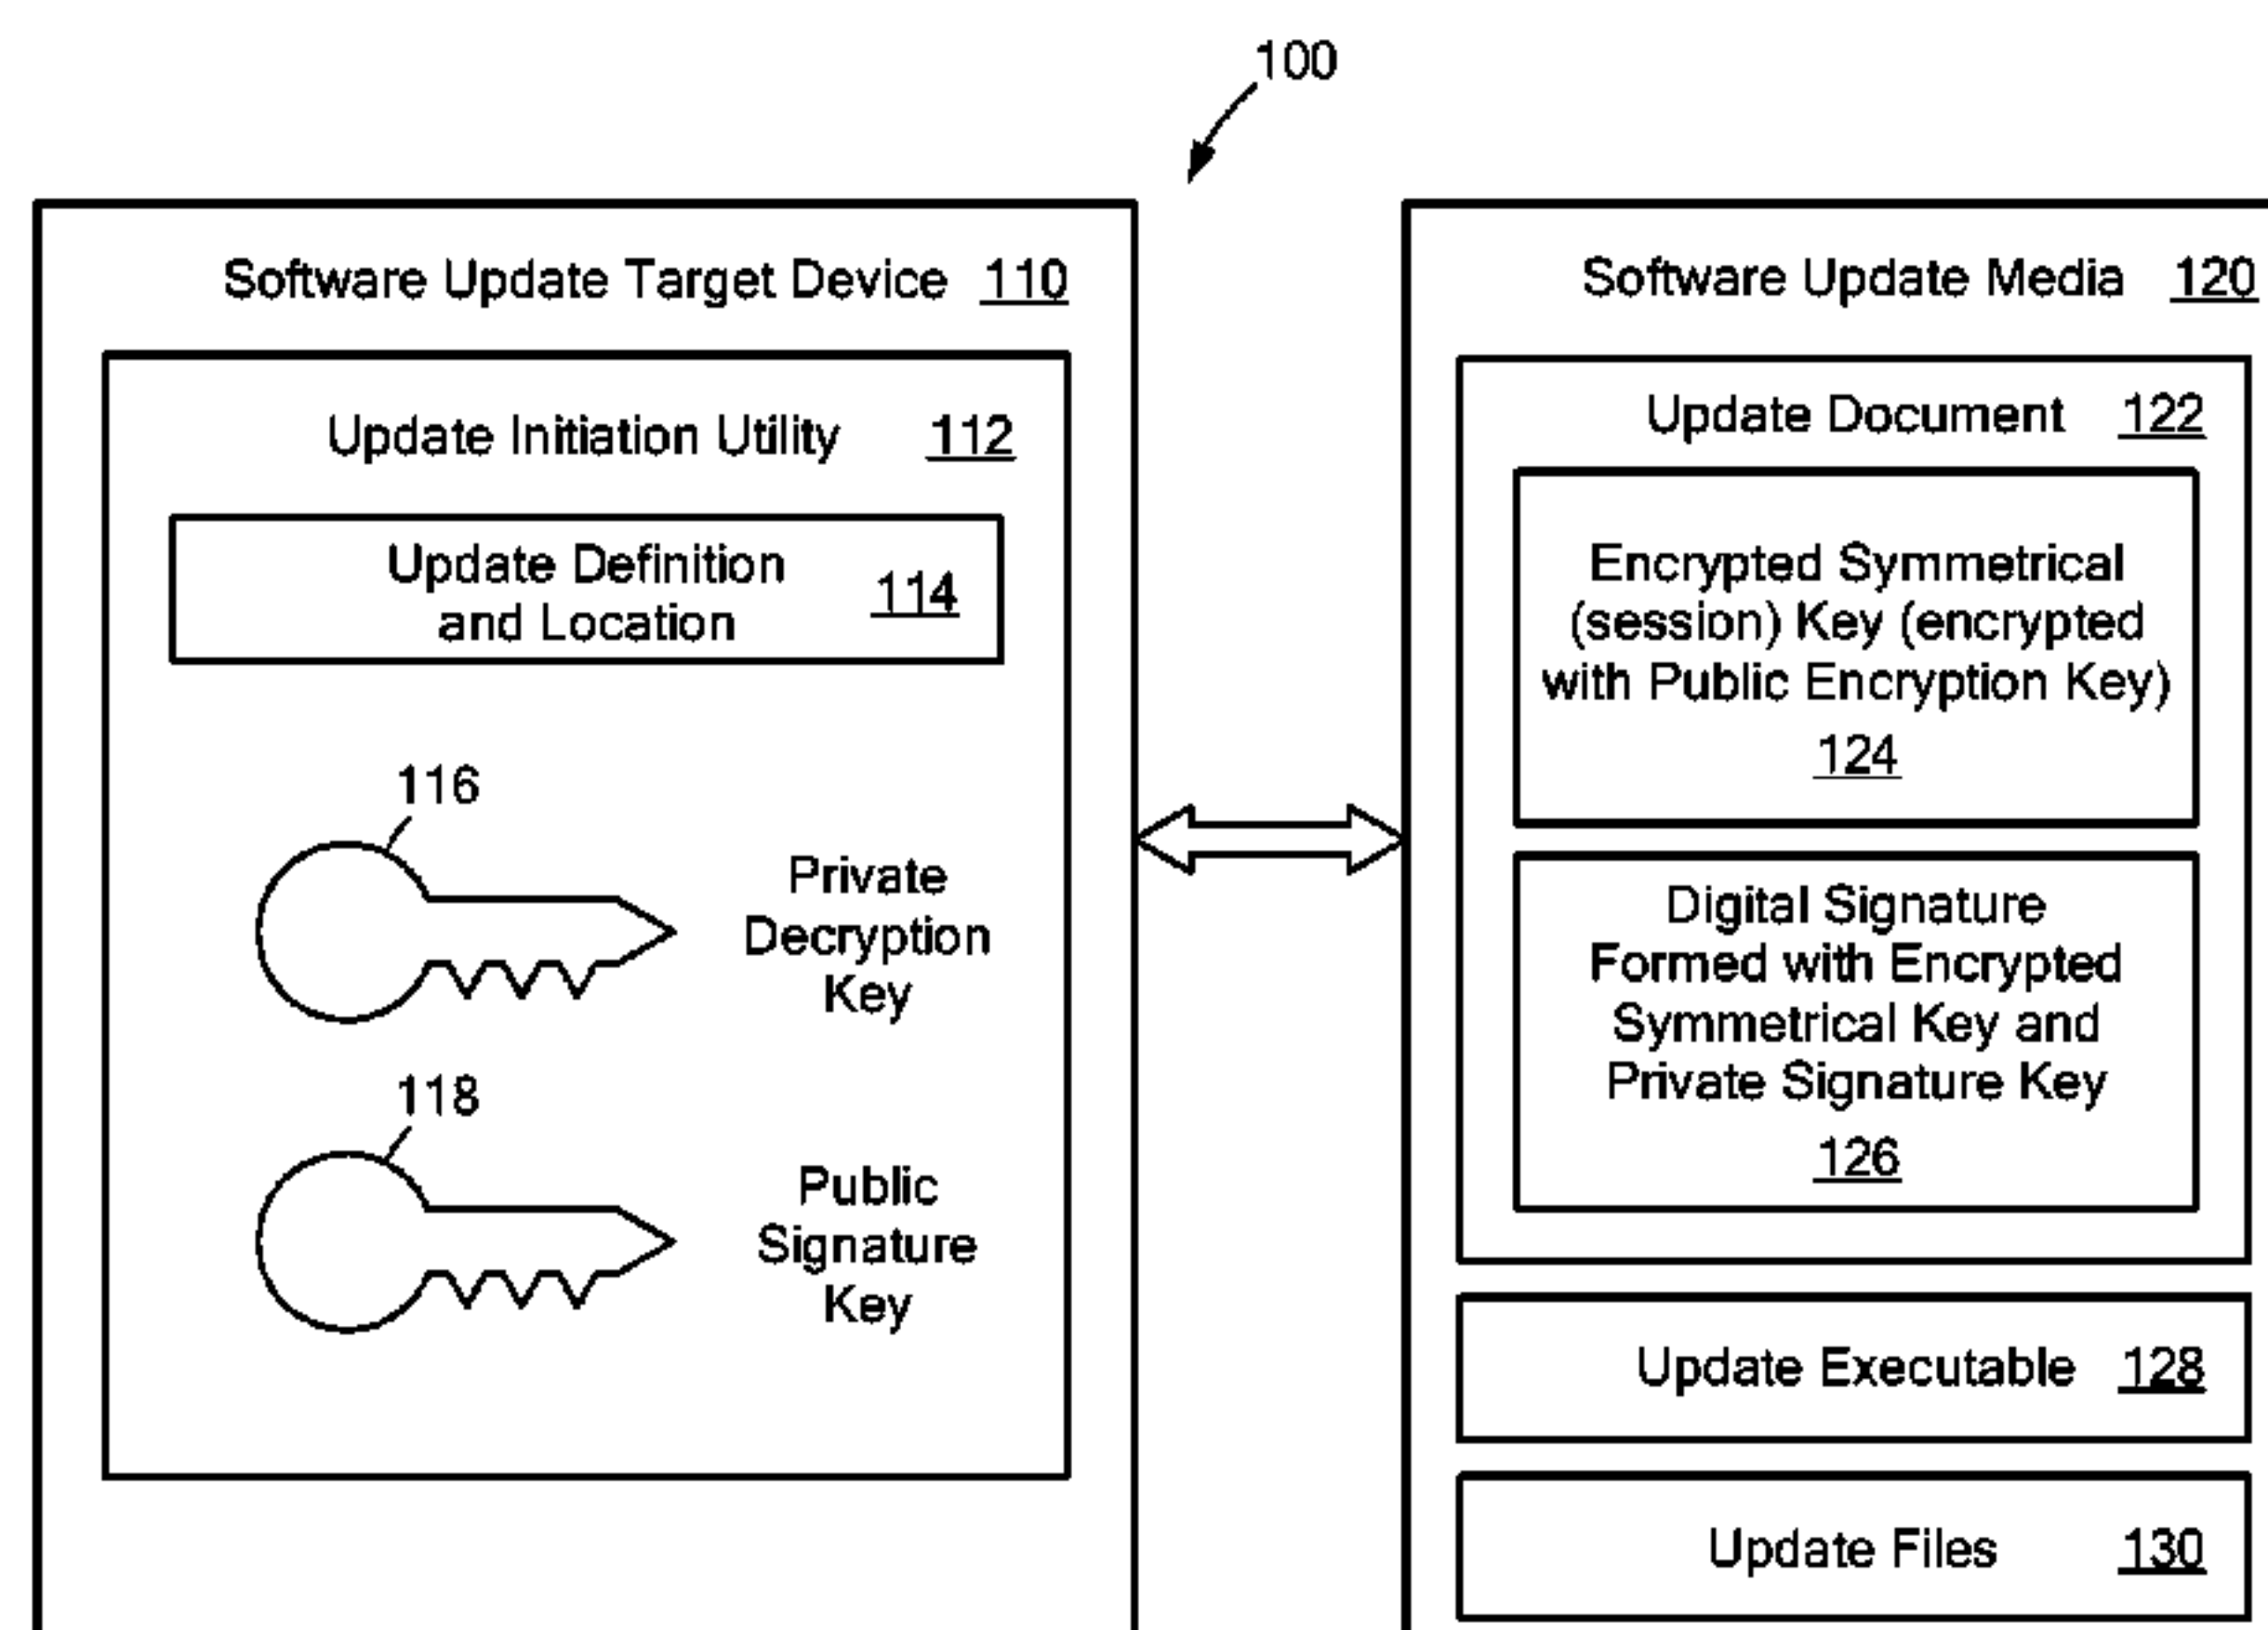 100
Software Update Target Device 110
Update Initiation Utility 112
Update Definition
and Location 114
116
Private
Decryption
Key
118
Public
Signature
Key
Software Update Media 120
Update Document 122
Encrypted Symmetrical
(session) Key (encrypted
with Public Encryption Key)
124
Digital Signature
Formed with Encrypted
Symmetrical Key and
Private Signature Key
126
Update Executable 128
Update Files 130